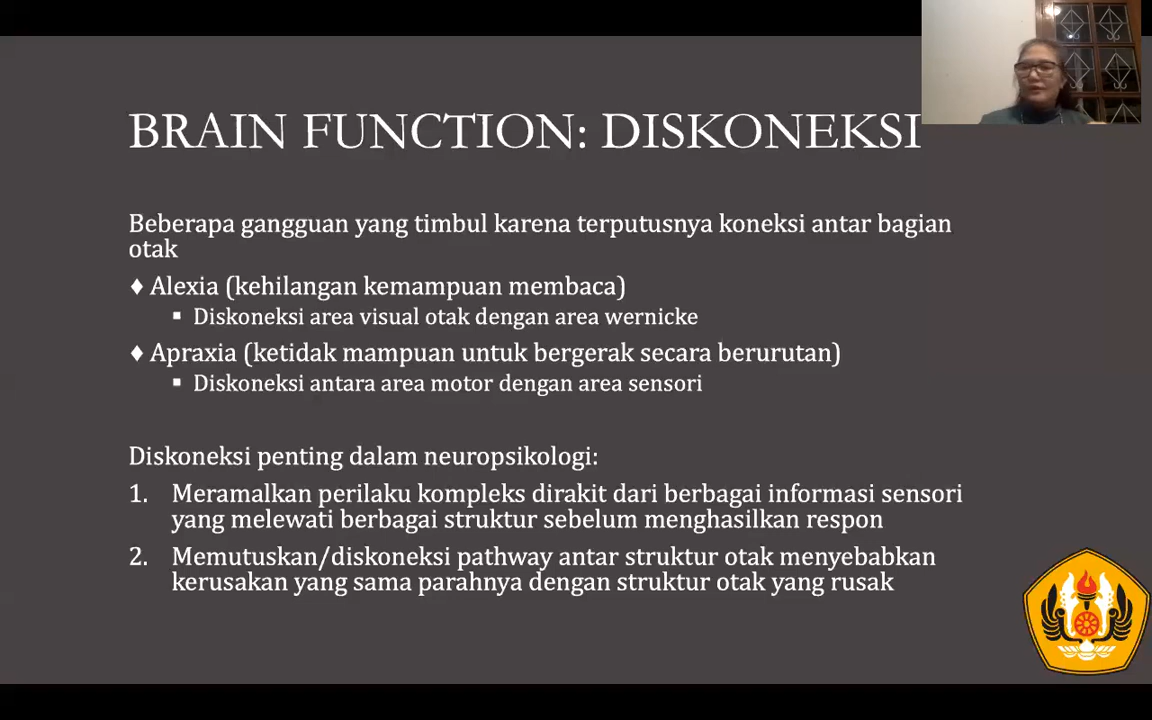 BRAIN FUNCTION: DISKONEKSI
Beberapa gangguan yang timbul karena terputusnya koneksi antar bagian
otak
♦ Alexia (kehilangan kemampuan membaca)
▪ Diskoneksi area visual otak dengan area wernicke
♦ Apraxia (ketidak mampuan untuk bergerak secara berurutan)
▪ Diskoneksi antara area motor dengan area sensori
Diskoneksi penting dalam neuropsikologi:
1. Meramalkan perilaku kompleks dirakit dari berbagai informasi sensori
yang melewati berbagai struktur sebelum menghasilkan respon
2. Memutuskan/diskoneksi pathway antar struktur otak menyebabkan
kerusakan yang sama parahnya dengan struktur otak yang rusak